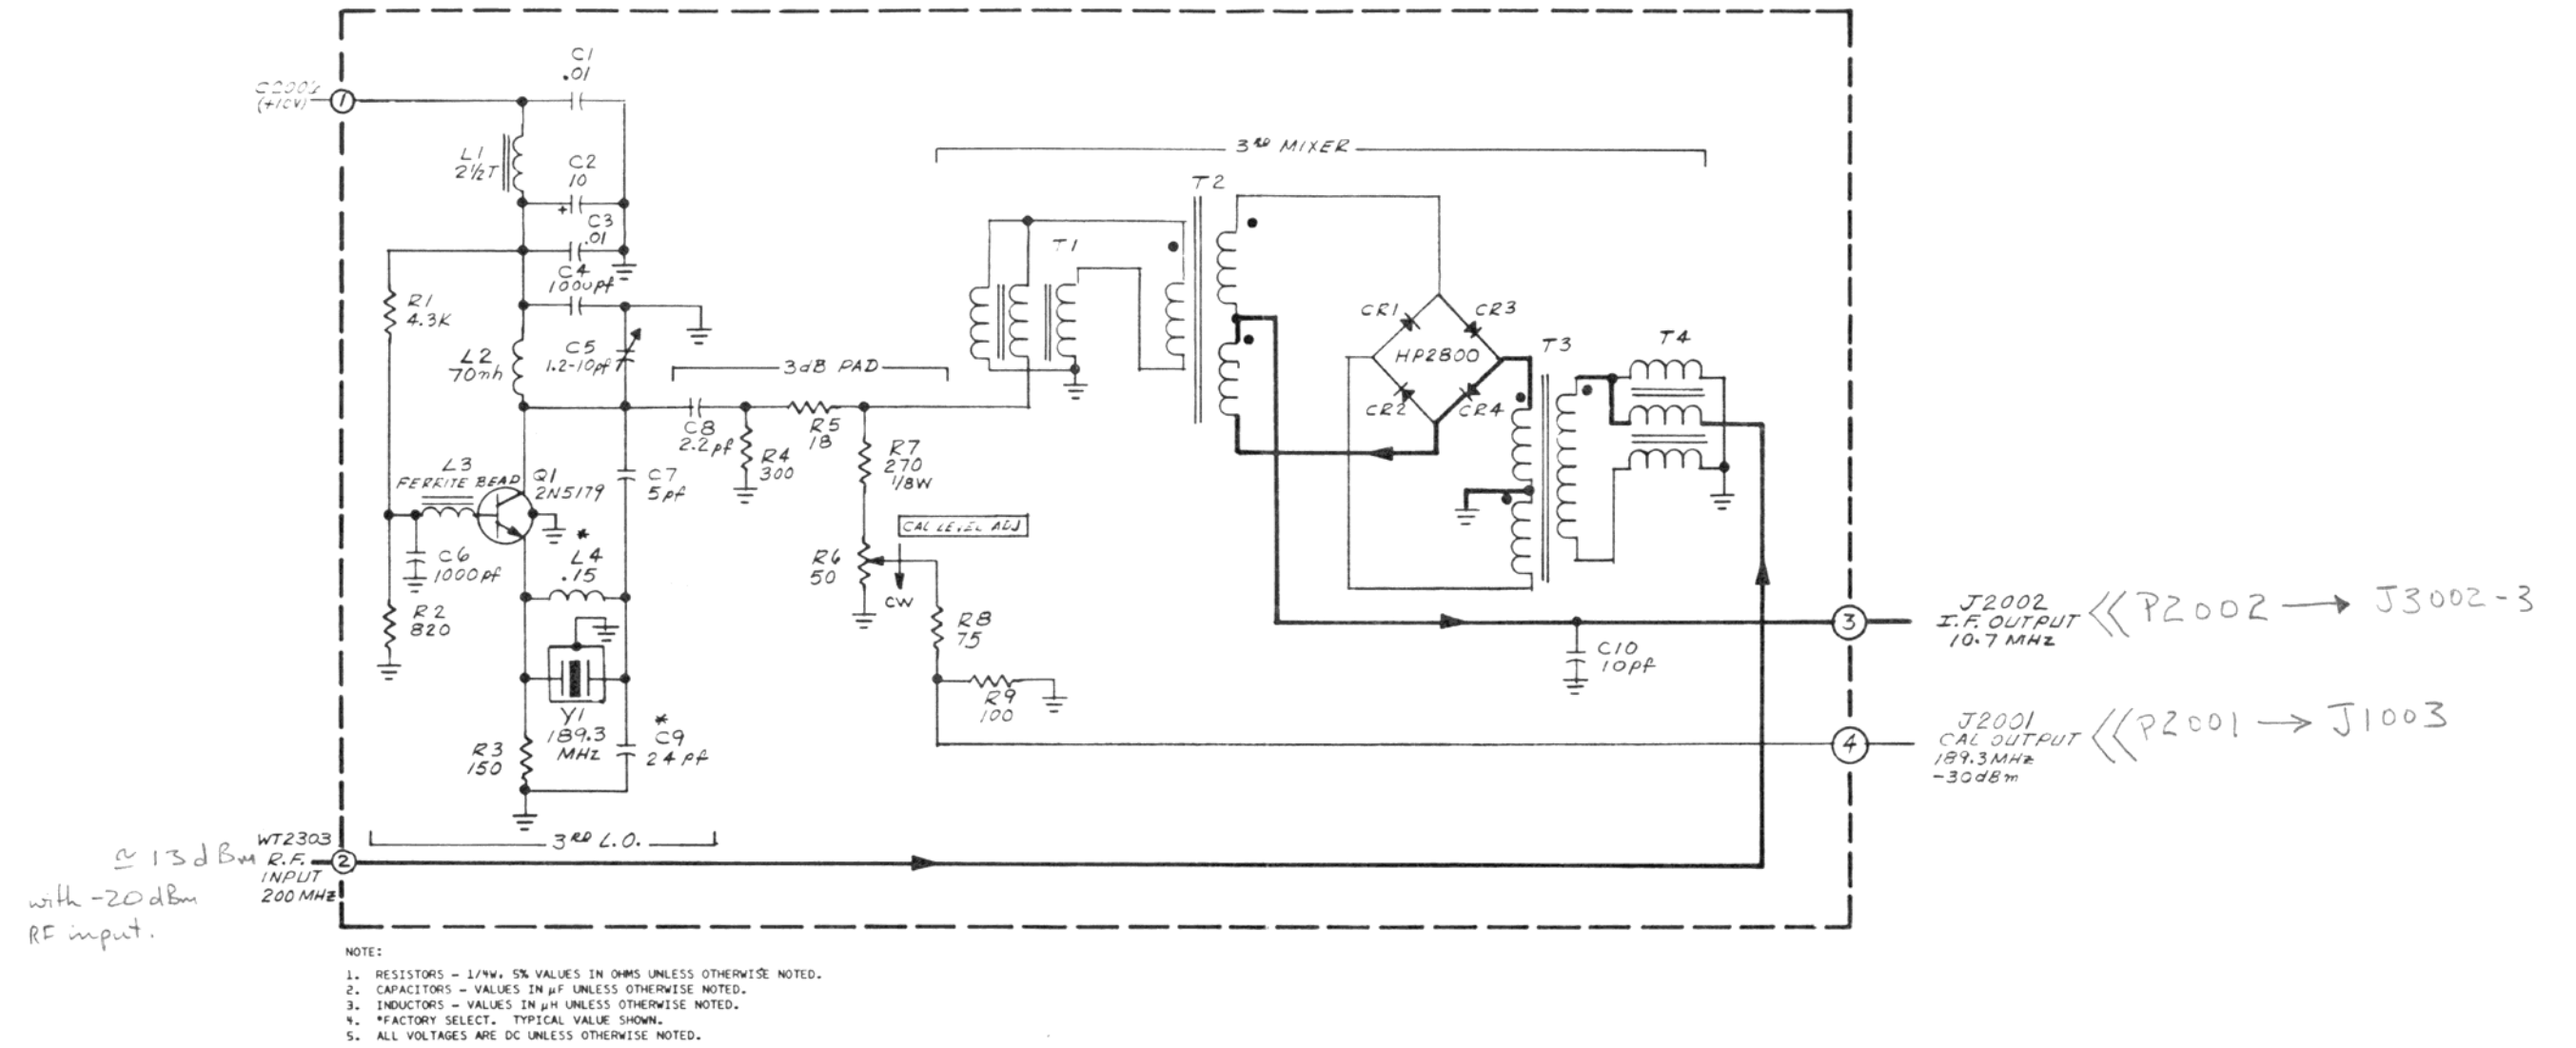 C1
.01
(+10V)
1
L1
2½T
C2
10
+
C3
.01
C4
1000pf
R1
4.3K
L2
70nh
C5
1.2-10pf
3dB PAD
C8
2.2pf
R4
300
R5
18
R7
270
1/8W
L3
FERRITE BEAD
Q1
2N5179
C7
5pf
C6
1000pf
*
L4
.15
R2
820
Y1
189.3
MHz
R3
150
*
C9
24pf
CAL LEVEL ADJ
R6
50
CW
R8
75
R9
100
3RD L.O.
3RD MIXER
T1
T2
CR1
CR3
HP2800
CR2
CR4
T3
T4
C10
10pf
3
J2002
I.F. OUTPUT
10.7 MHz
P2002 → J3002-3
4
J2001
CAL OUTPUT
189.3MHz
-30dBm
P2001 → J1003
WT2303
R.F.
INPUT
200 MHz
2
≃ 13dBm
with -20dBm
RF input.
NOTE:
1. RESISTORS - 1/4W, 5% VALUES IN OHMS UNLESS OTHERWISE NOTED.
2. CAPACITORS - VALUES IN µF UNLESS OTHERWISE NOTED.
3. INDUCTORS - VALUES IN µH UNLESS OTHERWISE NOTED.
4. *FACTORY SELECT. TYPICAL VALUE SHOWN.
5. ALL VOLTAGES ARE DC UNLESS OTHERWISE NOTED.